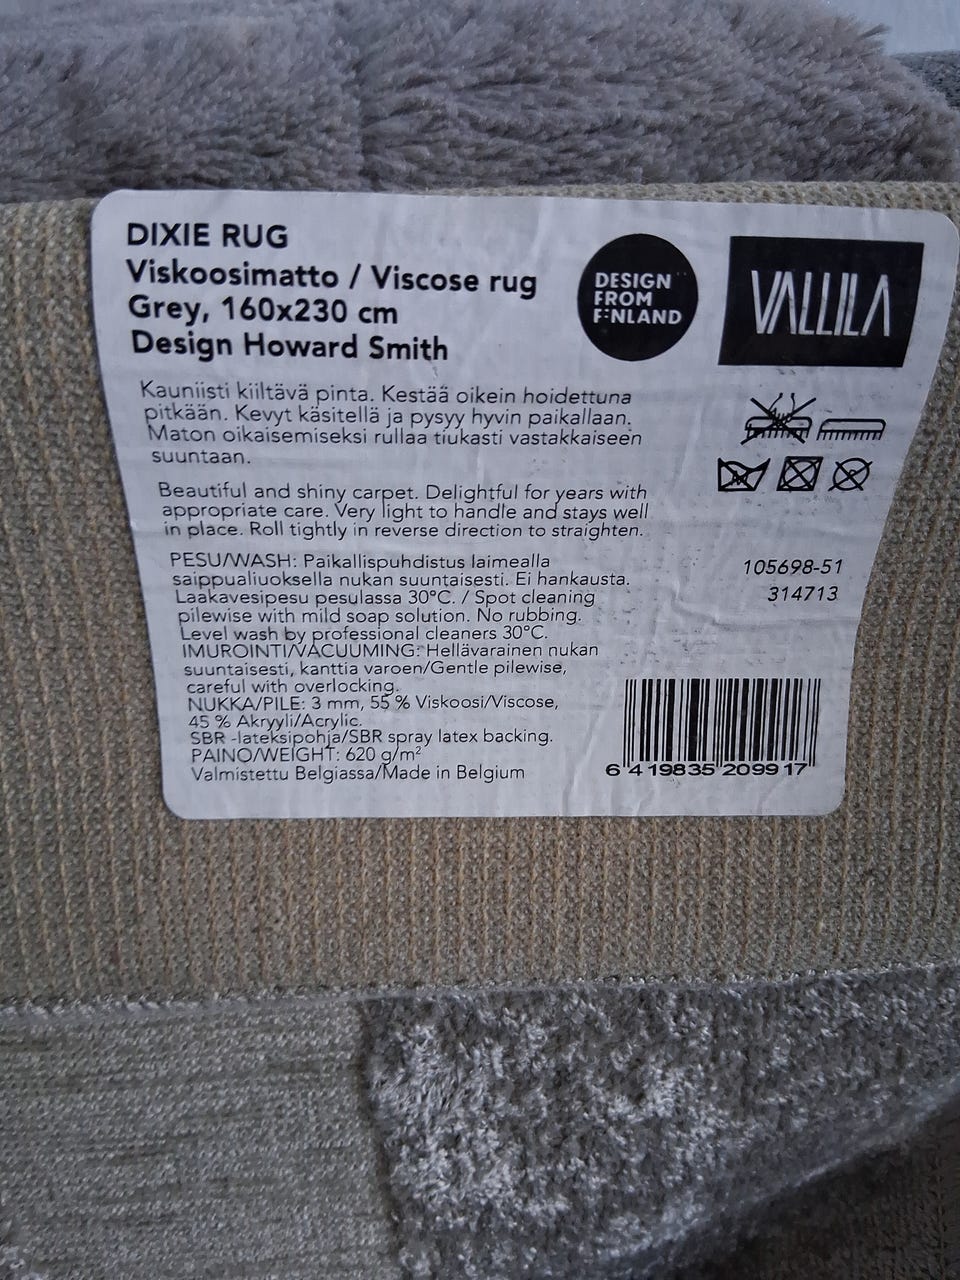 DIXIE RUG
Viskoosimatto / Viscose rug
Grey, 160x230 cm
Design Howard Smith
DESIGN
FROM
FINLAND
VALLILA
Kauniisti kiiltävä pinta. Kestää oikein hoidettuna
pitkään. Kevyt käsitellä ja pysyy hyvin paikallaan.
Maton oikaisemiseksi rullaa tiukasti vastakkaiseen
suuntaan.
Beautiful and shiny carpet. Delightful for years with
appropriate care. Very light to handle and stays well
in place. Roll tightly in reverse direction to straighten.
PESU/WASH: Paikallispuhdistus laimealla
saippualiuoksella nukan suuntaisesti. Ei hankausta.
Laakavesipesu pesulassa 30°C. / Spot cleaning
pilewise with mild soap solution. No rubbing.
Level wash by professional cleaners 30°C.
IMUROINTI/VACUUMING: Hellävarainen nukan
suuntaisesti, kanttia varoen/Gentle pilewise,
careful with overlocking.
NUKKA/PILE: 3 mm, 55 % Viskoosi/Viscose,
45 % Akryyli/Acrylic.
SBR -lateksipohja/SBR spray latex backing.
PAINO/WEIGHT: 620 g/m²
Valmistettu Belgiassa/Made in Belgium
105698-51
314713
6 419835 209917